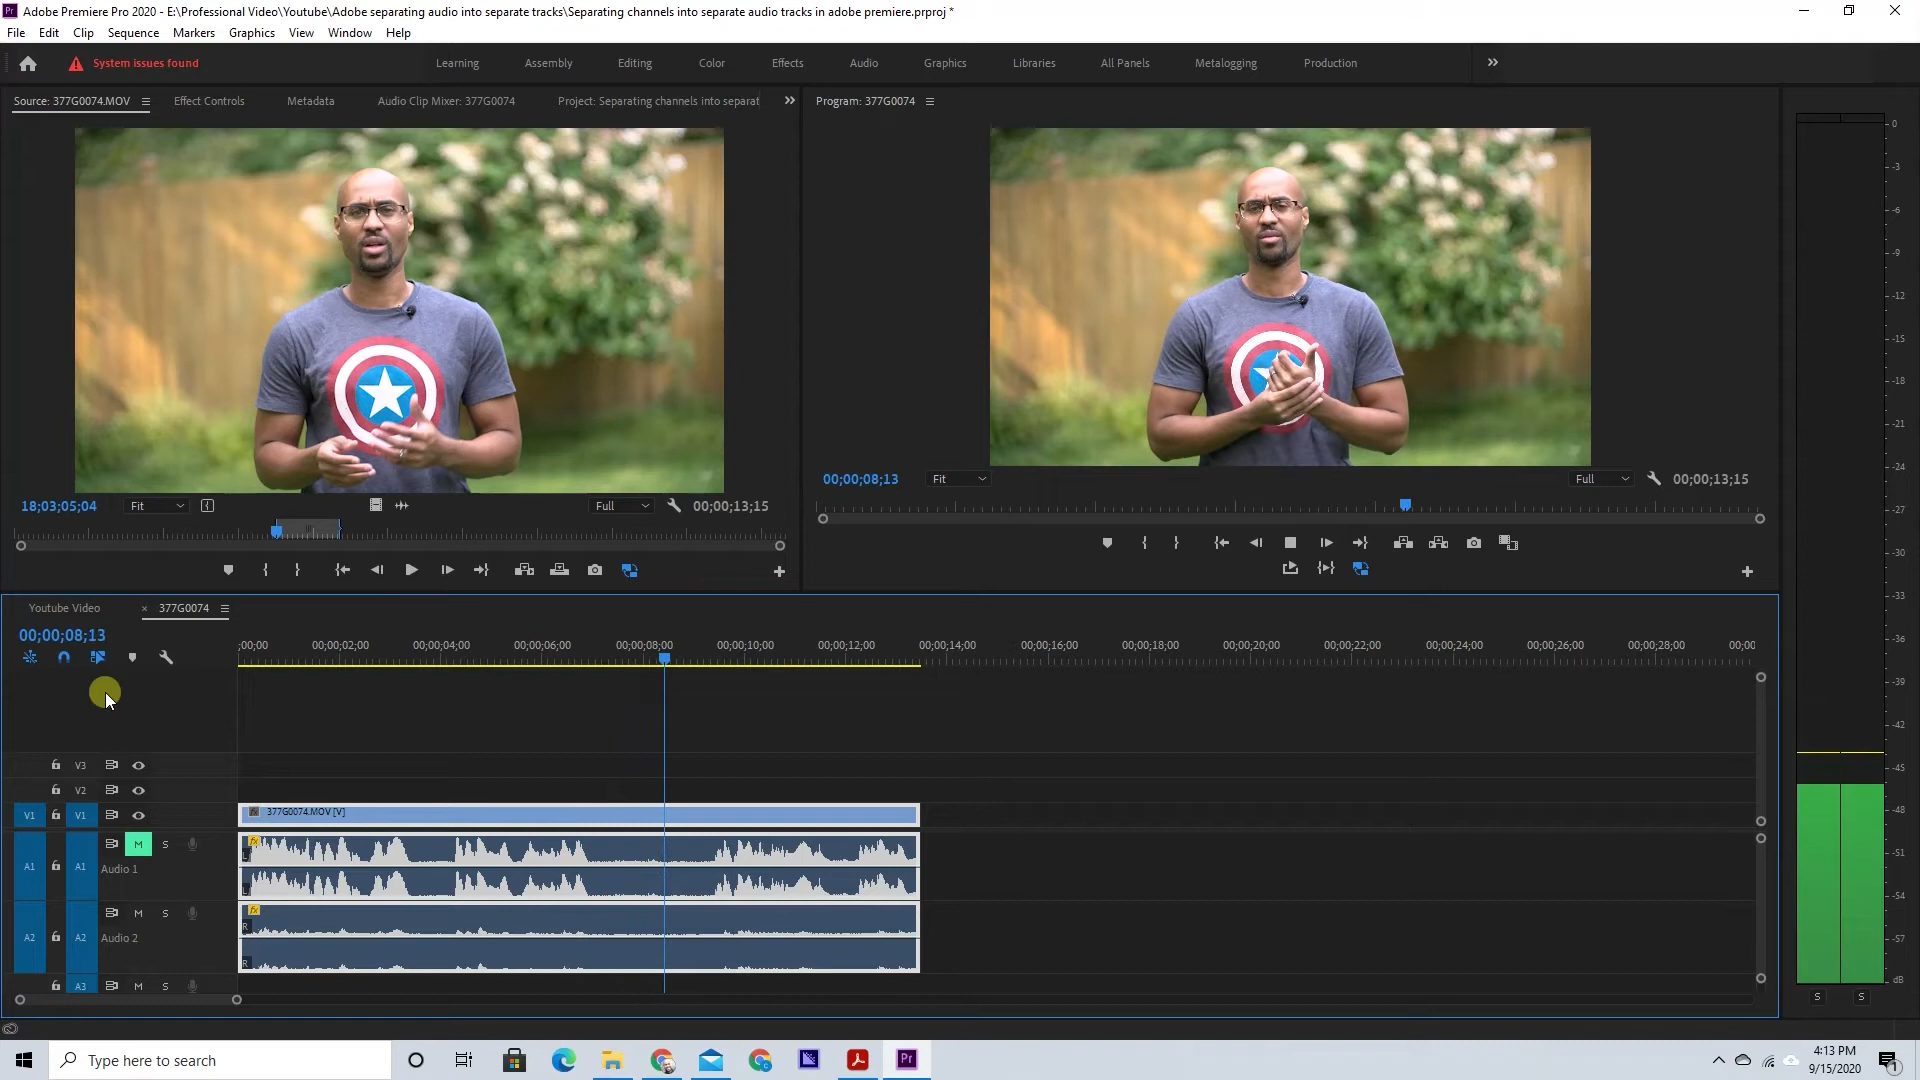 Pr Adobe Premiere Pro 2020 - E:\Professional Video\Youtube\Adobe separating audio into separate tracks\Separating channels into separate audio tracks in adobe premiere.prproj *
File Edit Clip Sequence Markers Graphics View Window Help
System issues found Learning Assembly Editing Color Effects Audio Graphics Libraries All Panels Metalogging Production
Source: 377G0074.MOV Effect Controls Metadata Audio Clip Mixer: 377G0074 Project: Separating channels into separat
Program: 377G0074
18;03;05;04 Fit Full 00;00;13;15
00;00;08;13 Fit Full 00;00;13;15
Youtube Video × 377G0074
00;00;08;13
;00;00 00;00;02;00 00;00;04;00 00;00;06;00 00;00;08;00 00;00;10;00 00;00;12;00 00;00;14;00 00;00;16;00 00;00;18;00 00;00;20;00 00;00;22;00 00;00;24;00 00;00;26;00 00;00;28;00 00;00
V3
V2
V1 V1 fx 377G0074.MOV [V]
M S fx
A1 A1 Audio 1
L
L
M S fx
A2 A2 Audio 2
R
R
A3 M S
0
-3
-6
-9
-12
-15
-18
-21
-24
-27
-30
-33
-36
-39
-42
-45
-48
-51
-54
-57
dB
S S
Type here to search
Pr
4:13 PM
9/15/2020
1